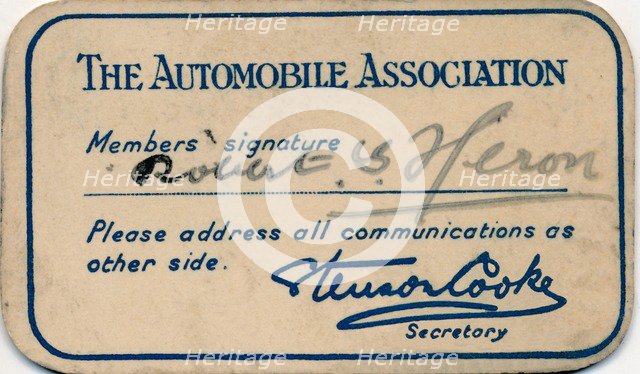 THE AUTOMOBILE ASSOCIATION
Members' signature
Robert G. Heron
Please address all communications as
other side.
Stenson Cooke
Secretary